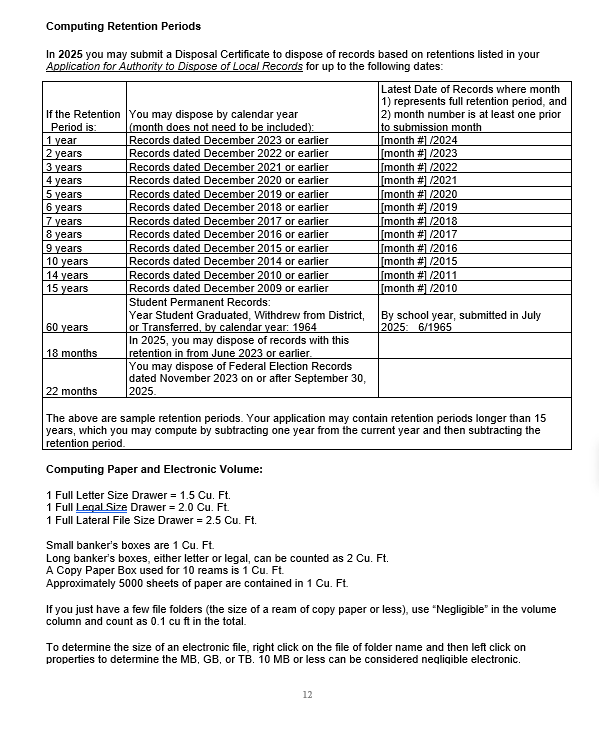 Computing Retention Periods
In 2025 you may submit a Disposal Certificate to dispose of records based on retentions listed in your
Application for Authority to Dispose of Local Records for up to the following dates:
If the Retention Period is:
You may dispose by calendar year
(month does not need to be included):
Latest Date of Records where month
1) represents full retention period, and
2) month number is at least one prior
to submission month
1 year Records dated December 2023 or earlier [month #] /2024
2 years Records dated December 2022 or earlier [month #] /2023
3 years Records dated December 2021 or earlier [month #] /2022
4 years Records dated December 2020 or earlier [month #] /2021
5 years Records dated December 2019 or earlier [month #] /2020
6 years Records dated December 2018 or earlier [month #] /2019
7 years Records dated December 2017 or earlier [month #] /2018
8 years Records dated December 2016 or earlier [month #] /2017
9 years Records dated December 2015 or earlier [month #] /2016
10 years Records dated December 2014 or earlier [month #] /2015
14 years Records dated December 2010 or earlier [month #] /2011
15 years Records dated December 2009 or earlier [month #] /2010
60 years
Student Permanent Records:
Year Student Graduated, Withdrew from District,
or Transferred, by calendar year: 1964
By school year, submitted in July
2025: 6/1965
18 months
In 2025, you may dispose of records with this
retention in from June 2023 or earlier.
22 months
You may dispose of Federal Election Records
dated November 2023 on or after September 30,
2025.
The above are sample retention periods. Your application may contain retention periods longer than 15
years, which you may compute by subtracting one year from the current year and then subtracting the
retention period.
Computing Paper and Electronic Volume:
1 Full Letter Size Drawer = 1.5 Cu. Ft.
1 Full Legal Size Drawer = 2.0 Cu. Ft.
1 Full Lateral File Size Drawer = 2.5 Cu. Ft.
Small banker's boxes are 1 Cu. Ft.
Long banker's boxes, either letter or legal, can be counted as 2 Cu. Ft.
A Copy Paper Box used for 10 reams is 1 Cu. Ft.
Approximately 5000 sheets of paper are contained in 1 Cu. Ft.
If you just have a few file folders (the size of a ream of copy paper or less), use "Negligible" in the volume
column and count as 0.1 cu ft in the total.
To determine the size of an electronic file, right click on the file of folder name and then left click on
properties to determine the MB, GB, or TB. 10 MB or less can be considered negligible electronic.
12